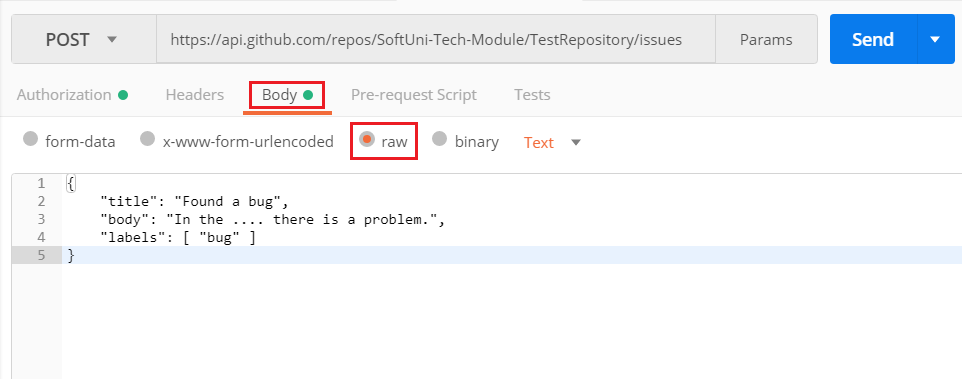 POST https://api.github.com/repos/SoftUni-Tech-Module/TestRepository/issues Params Send
Authorization Headers Body Pre-request Script Tests
form-data x-www-form-urlencoded raw binary Text
1 {
2 "title": "Found a bug",
3 "body": "In the .... there is a problem.",
4 "labels": [ "bug" ]
5 }